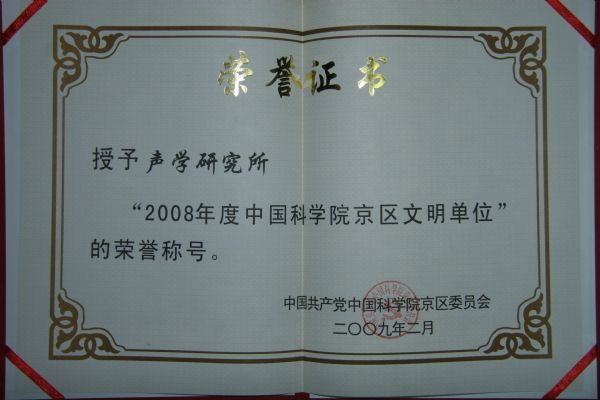 荣誉证书
授予 声学研究所
“2008年度中国科学院京区文明单位”
的荣誉称号。
中国共产党中国科学院京区委员会
二〇〇九年二月